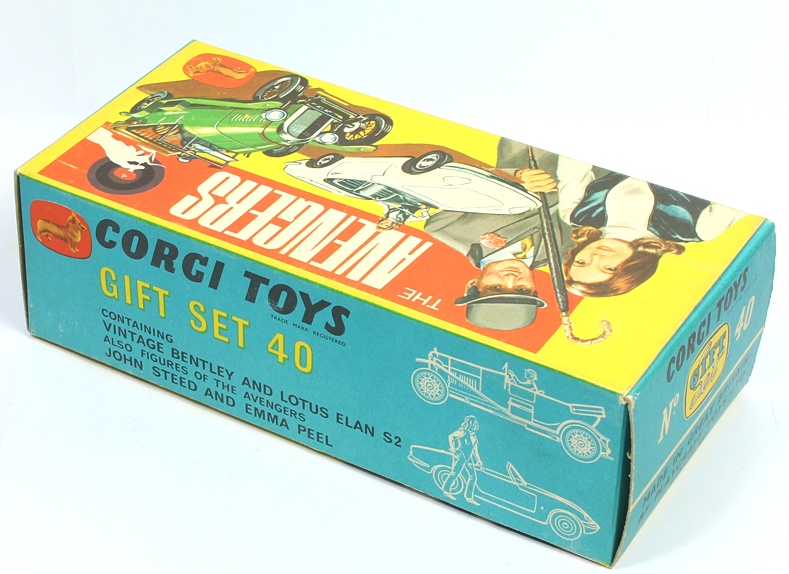 THE
AVENGERS
CORGI TOYS
TRADE MARK REGISTERED
GIFT SET 40
CONTAINING
VINTAGE BENTLEY AND LOTUS ELAN S2
ALSO FIGURES OF THE AVENGERS
JOHN STEED AND EMMA PEEL
CORGI TOYS
Nº GIFT 40
MADE IN GREAT BRITAIN